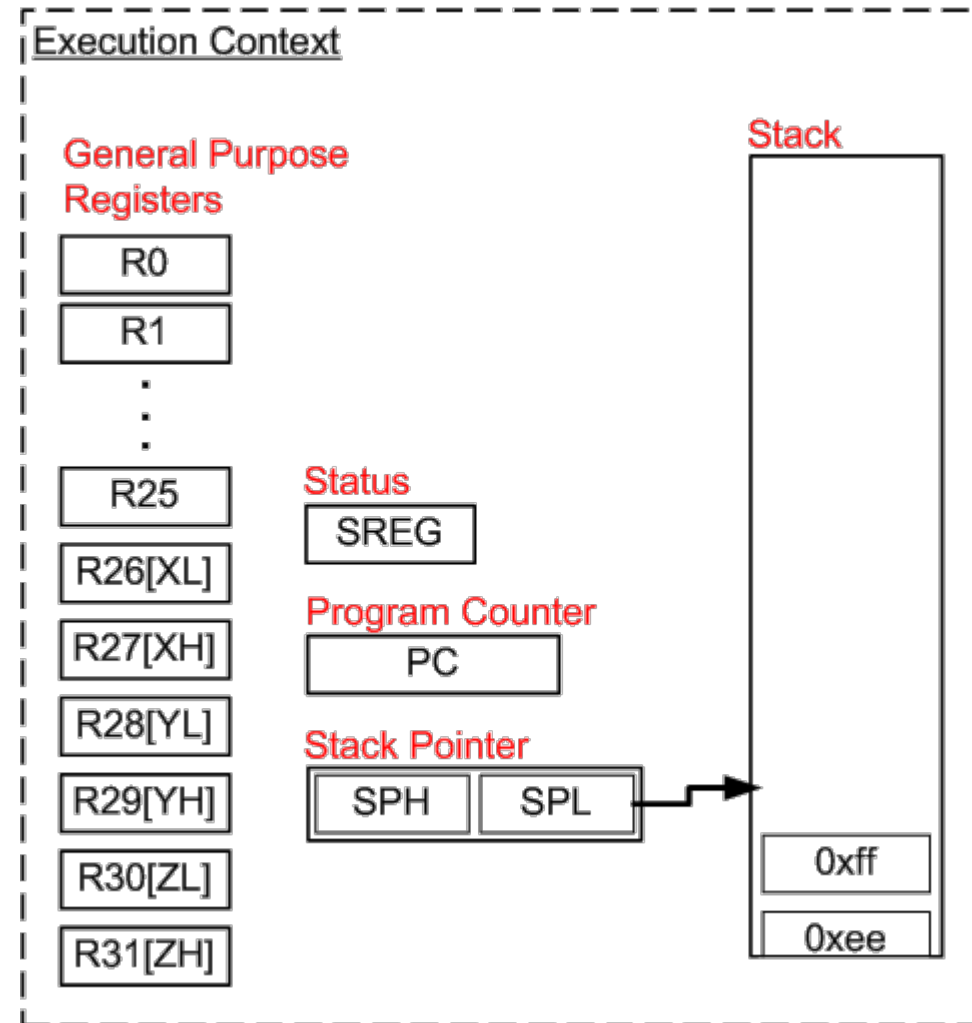 Execution Context
General Purpose
Registers
R0
R1
R25
R26[XL]
R27[XH]
R28[YL]
R29[YH]
R30[ZL]
R31[ZH]
Status
SREG
Program Counter
PC
Stack Pointer
SPH SPL
Stack
0xff
0xee